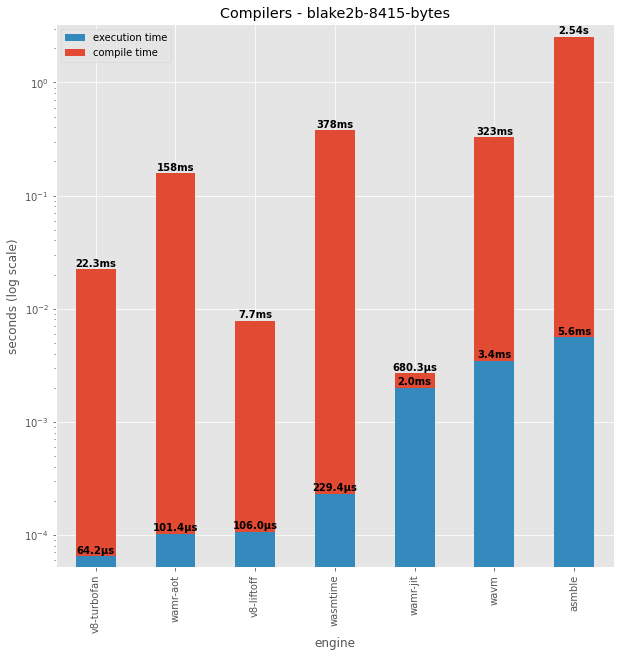 Compilers - blake2b-8415-bytes
execution time
compile time
2.54s
378ms
323ms
158ms
22.3ms
7.7ms
680.3µs
2.0ms
3.4ms
5.6ms
229.4µs
101.4µs
106.0µs
64.2µs
10⁰
10⁻¹
10⁻²
10⁻³
10⁻⁴
seconds (log scale)
v8-turbofan
wamr-aot
v8-liftoff
wasmtime
wamr-jit
wavm
asmble
engine